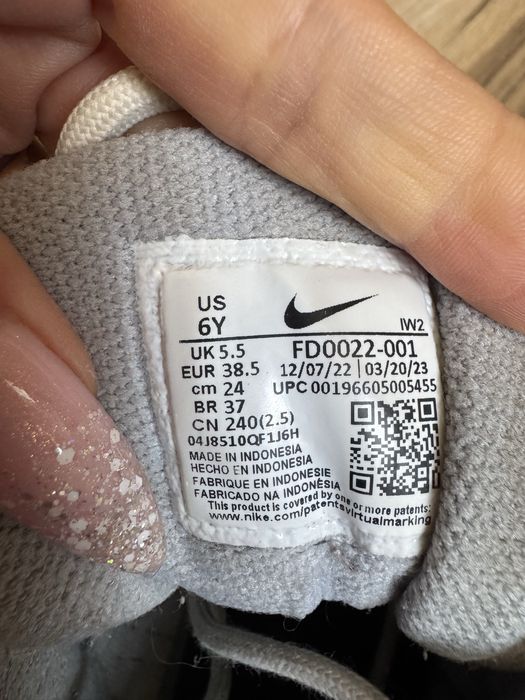 US
6Y
IW2
UK 5.5 FD0022-001
EUR 38.5 12/07/22 | 03/20/23
cm 24 UPC 00196605005455
BR 37
CN 240(2.5)
04J8510QF1J6H
MADE IN INDONESIA
HECHO EN INDONESIA
FABRIQUE EN INDONESIE
FABRICADO NA INDONÉSIA
This product is covered by one or more patents:
www.nike.com/patentsvirtualmarking